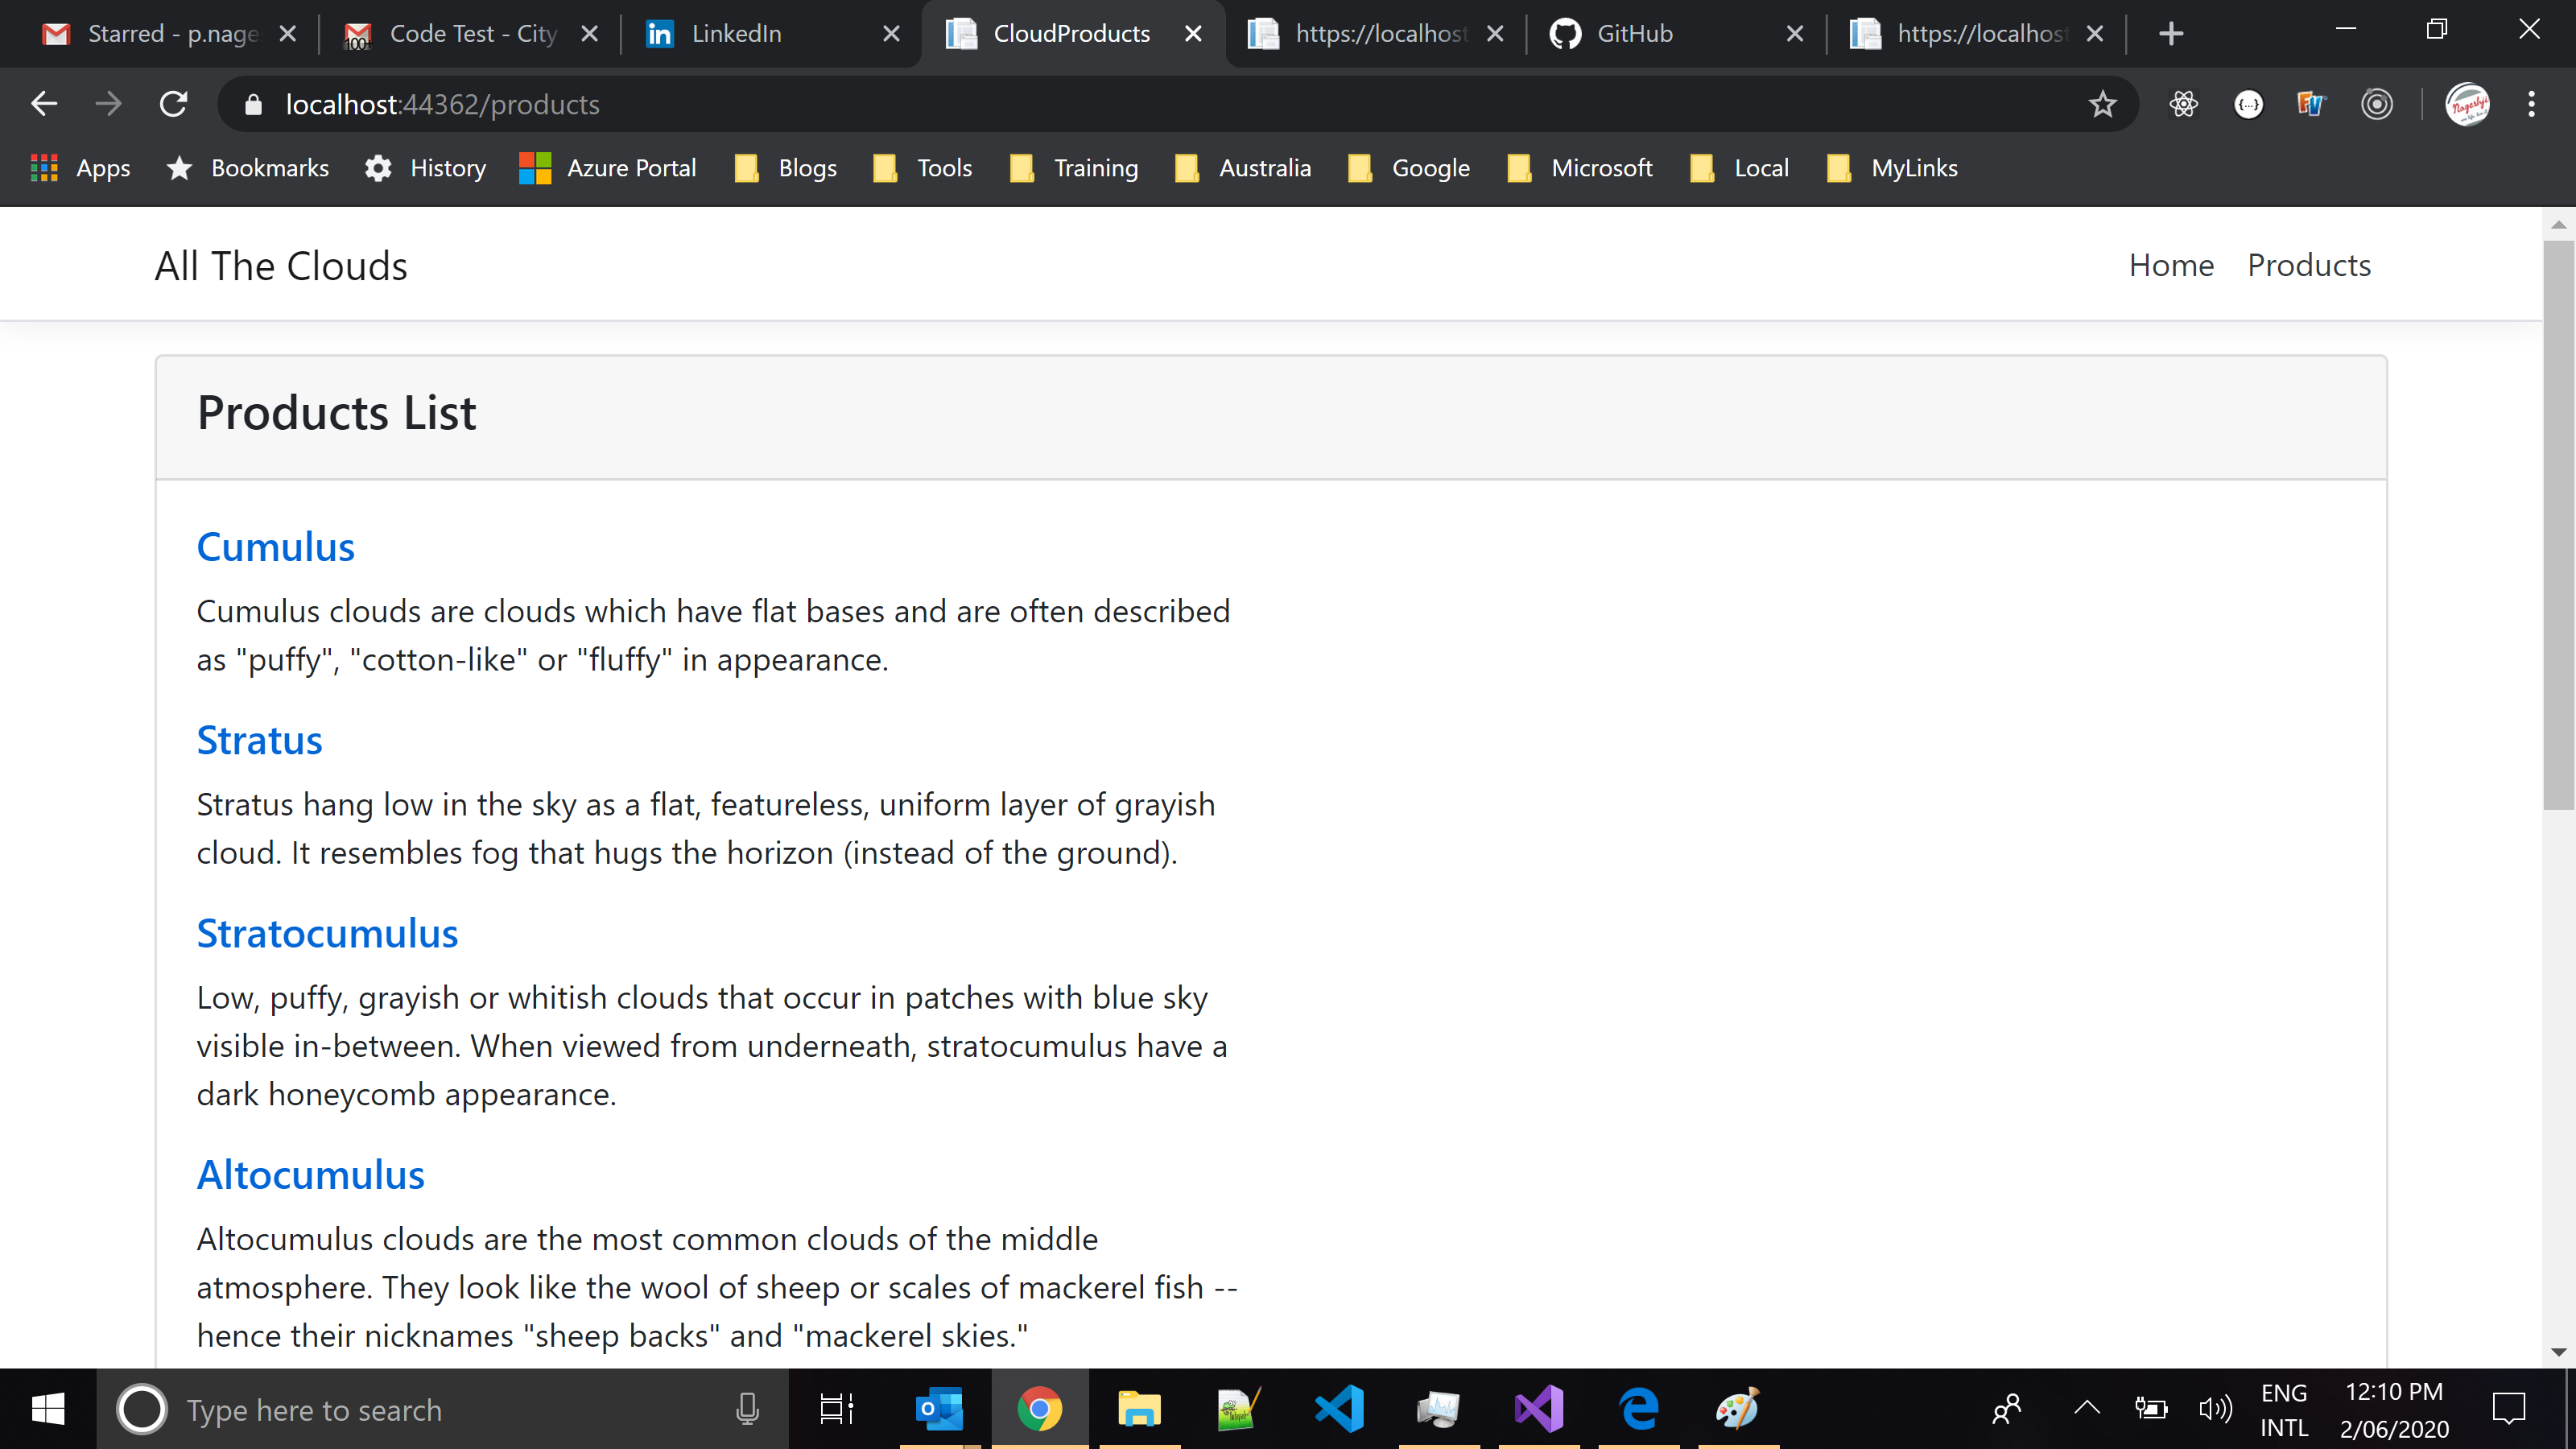 Starred - p.nage
Code Test - City
LinkedIn
CloudProducts
https://localhost
GitHub
https://localhost
100+
localhost:44362/products
{...}
FV
Nageshji
Apps
Bookmarks
History
Azure Portal
Blogs
Tools
Training
Australia
Google
Microsoft
Local
MyLinks
All The Clouds
Home
Products
Products List
Cumulus
Cumulus clouds are clouds which have flat bases and are often described
as "puffy", "cotton-like" or "fluffy" in appearance.
Stratus
Stratus hang low in the sky as a flat, featureless, uniform layer of grayish
cloud. It resembles fog that hugs the horizon (instead of the ground).
Stratocumulus
Low, puffy, grayish or whitish clouds that occur in patches with blue sky
visible in-between. When viewed from underneath, stratocumulus have a
dark honeycomb appearance.
Altocumulus
Altocumulus clouds are the most common clouds of the middle
atmosphere. They look like the wool of sheep or scales of mackerel fish --
hence their nicknames "sheep backs" and "mackerel skies."
Type here to search
ENG
INTL
12:10 PM
2/06/2020